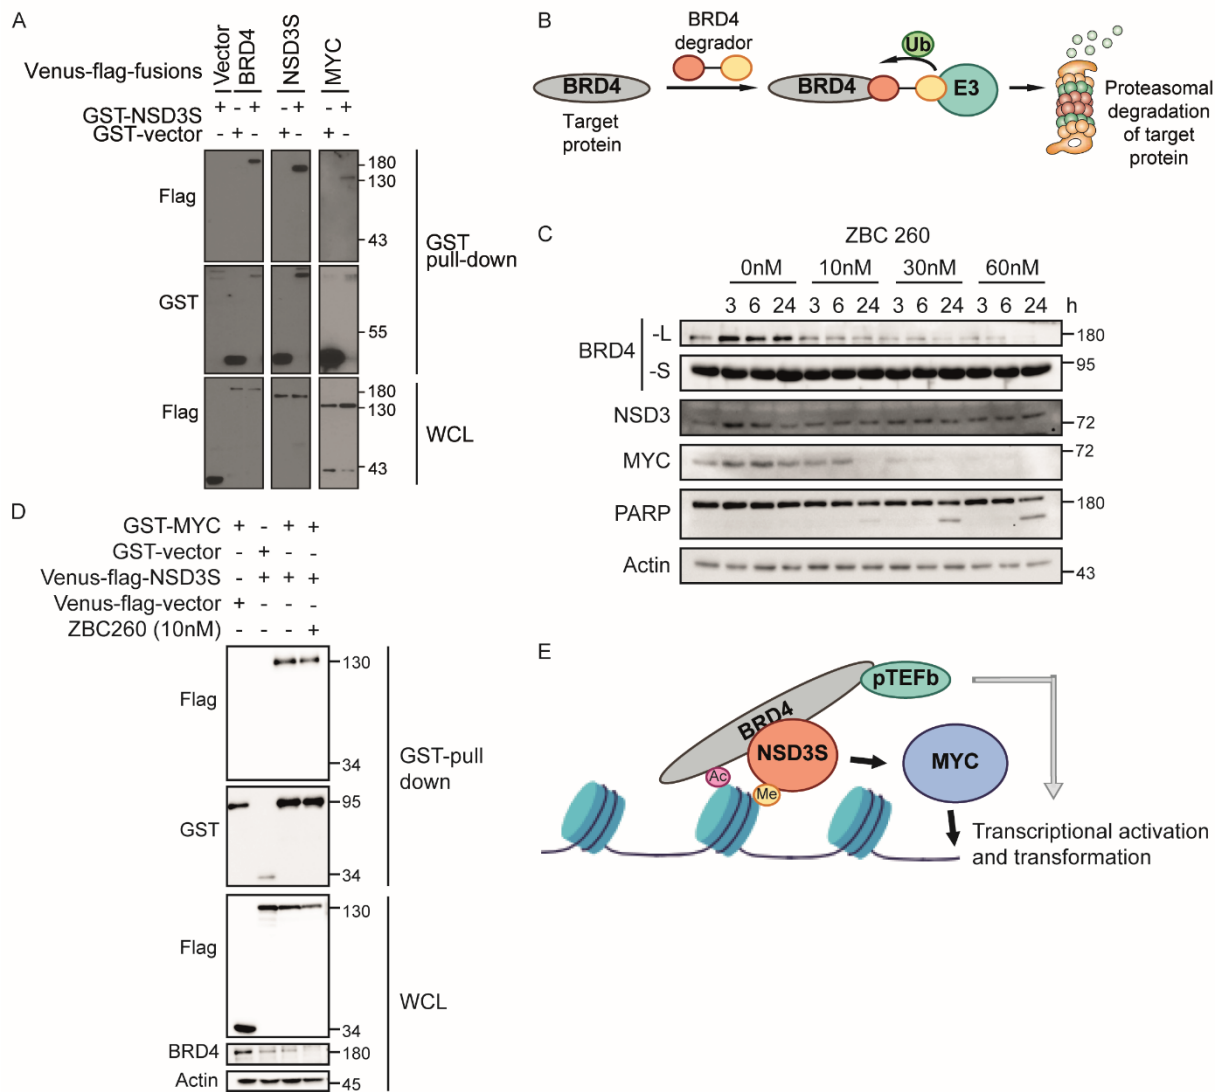 A
Venus-flag-fusions
Vector
BRD4
NSD3S
MYC
GST-NSD3S + - + - + - +
GST-vector + - + - + -
Flag
180
130
43
GST
55
GST
pull-down
Flag
180
130
43
WCL
B
BRD4
Target
protein
BRD4
degrador
BRD4
Ub
E3
Proteasomal
degradation
of target
protein
C
ZBC 260
0nM 10nM 30nM 60nM
3 6 24 3 6 24 3 6 24 3 6 24 h
BRD4
-L
180
-S
95
NSD3
72
MYC
72
PARP
180
Actin
43
D
GST-MYC + - + +
GST-vector - + - -
Venus-flag-NSD3S - + + +
Venus-flag-vector + - - -
ZBC260 (10nM) - - - +
Flag
130
34
GST
95
34
GST-pull
down
Flag
130
34
WCL
BRD4
180
Actin
45
E
BRD4
pTEFb
NSD3S
MYC
Ac
Me
Transcriptional activation
and transformation